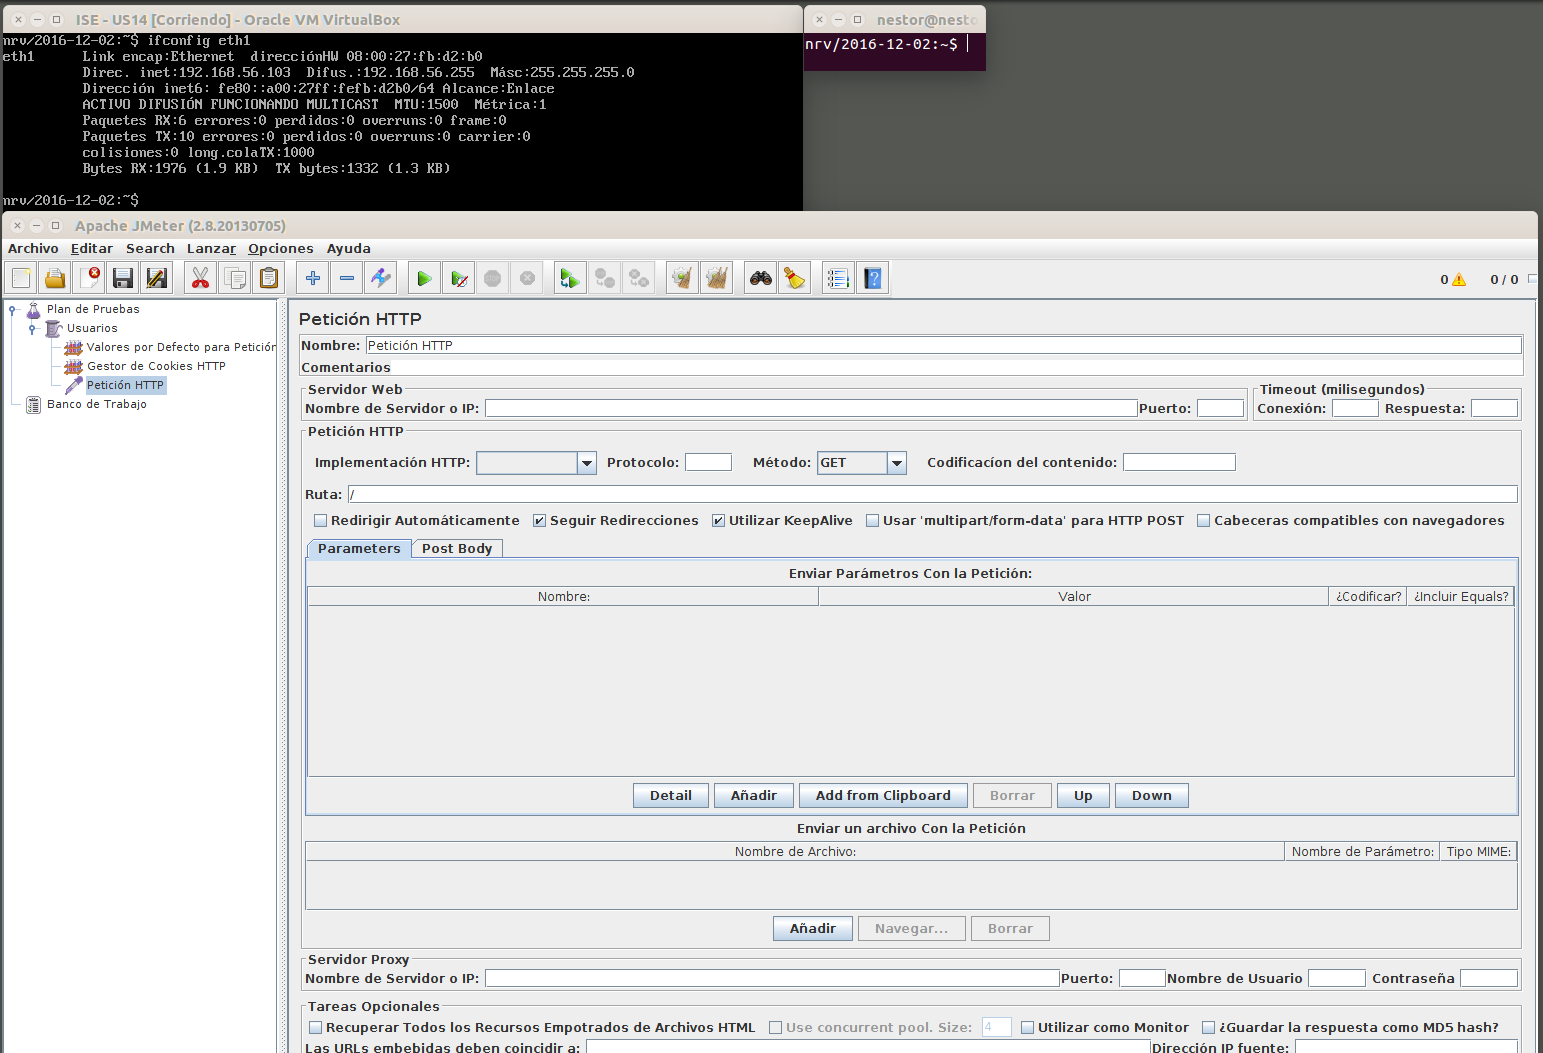 ISE - US14 [Corriendo] - Oracle VM VirtualBox
nrv/2016-12-02:~$ ifconfig eth1
eth1 Link encap:Ethernet direcciónHW 08:00:27:fb:d2:b0
Direc. inet:192.168.56.103 Difus.:192.168.56.255 Másc:255.255.255.0
Dirección inet6: fe80::a00:27ff:fefb:d2b0/64 Alcance:Enlace
ACTIVO DIFUSIÓN FUNCIONANDO MULTICAST MTU:1500 Métrica:1
Paquetes RX:6 errores:0 perdidos:0 overruns:0 frame:0
Paquetes TX:10 errores:0 perdidos:0 overruns:0 carrier:0
colisiones:0 long.colaTX:1000
Bytes RX:1976 (1.9 KB) TX bytes:1332 (1.3 KB)
nrv/2016-12-02:~$
nestor@nesto
nrv/2016-12-02:~$
Apache JMeter (2.8.20130705)
Archivo Editar Search Lanzar Opciones Ayuda
0 0 / 0
Plan de Pruebas
Usuarios
Valores por Defecto para Petición
Gestor de Cookies HTTP
Petición HTTP
Banco de Trabajo
Petición HTTP
Nombre: Petición HTTP
Comentarios
Servidor Web
Nombre de Servidor o IP: Puerto:
Timeout (milisegundos)
Conexión: Respuesta:
Petición HTTP
Implementación HTTP: Protocolo: Método: GET Codificacíon del contenido:
Ruta: /
Redirigir Automáticamente Seguir Redirecciones Utilizar KeepAlive Usar 'multipart/form-data' para HTTP POST Cabeceras compatibles con navegadores
Parameters Post Body
Enviar Parámetros Con la Petición:
Nombre: Valor ¿Codificar? ¿Incluir Equals?
Detail Añadir Add from Clipboard Borrar Up Down
Enviar un archivo Con la Petición
Nombre de Archivo: Nombre de Parámetro: Tipo MIME:
Añadir Navegar... Borrar
Servidor Proxy
Nombre de Servidor o IP: Puerto: Nombre de Usuario Contraseña
Tareas Opcionales
Recuperar Todos los Recursos Empotrados de Archivos HTML Use concurrent pool. Size: 4 Utilizar como Monitor ¿Guardar la respuesta como MD5 hash?
Las URLs embebidas deben coincidir a: Dirección IP fuente: